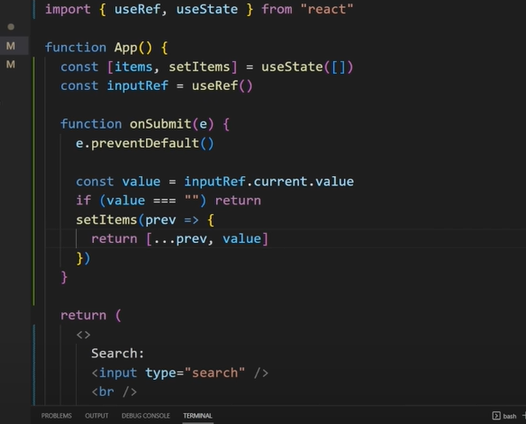 import { useRef, useState } from "react"
M
function App() {
M
const [items, setItems] = useState([])
const inputRef = useRef()
function onSubmit(e) {
e.preventDefault()
const value = inputRef.current.value
if (value === "") return
setItems(prev => {
return [...prev, value]
})
}
return (
<>
Search:
<input type="search" />
<br />
PROBLEMS OUTPUT DEBUG CONSOLE TERMINAL bash